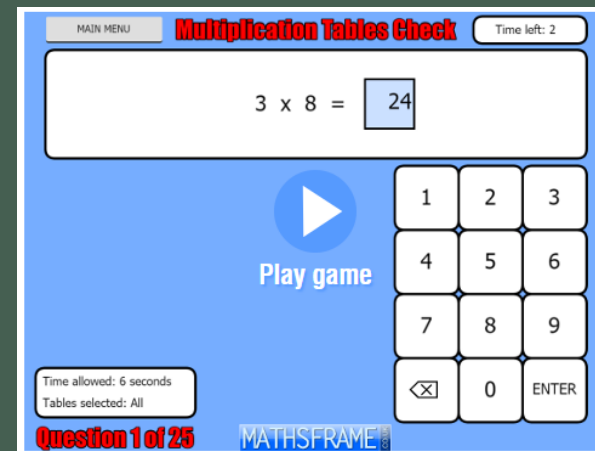 MAIN MENU
Multiplication Tables Check
Time left: 2
3 x 8 = 24
1 2 3
Play game
4 5 6
7 8 9
Time allowed: 6 seconds
Tables selected: All
0 ENTER
Question 1 of 25
MATHSFRAME